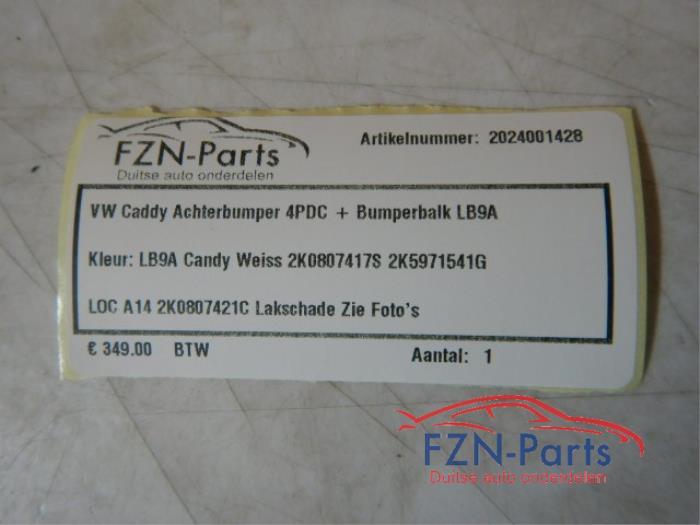 FZN-Parts
Duitse auto onderdelen
Artikelnummer: 2024001428
VW Caddy Achterbumper 4PDC + Bumperbalk LB9A
Kleur: LB9A Candy Weiss 2K0807417S 2K5971541G
LOC A14 2K0807421C Lakschade Zie Foto's
€ 349.00 BTW
Aantal: 1
FZN-Parts
Duitse auto onderdelen